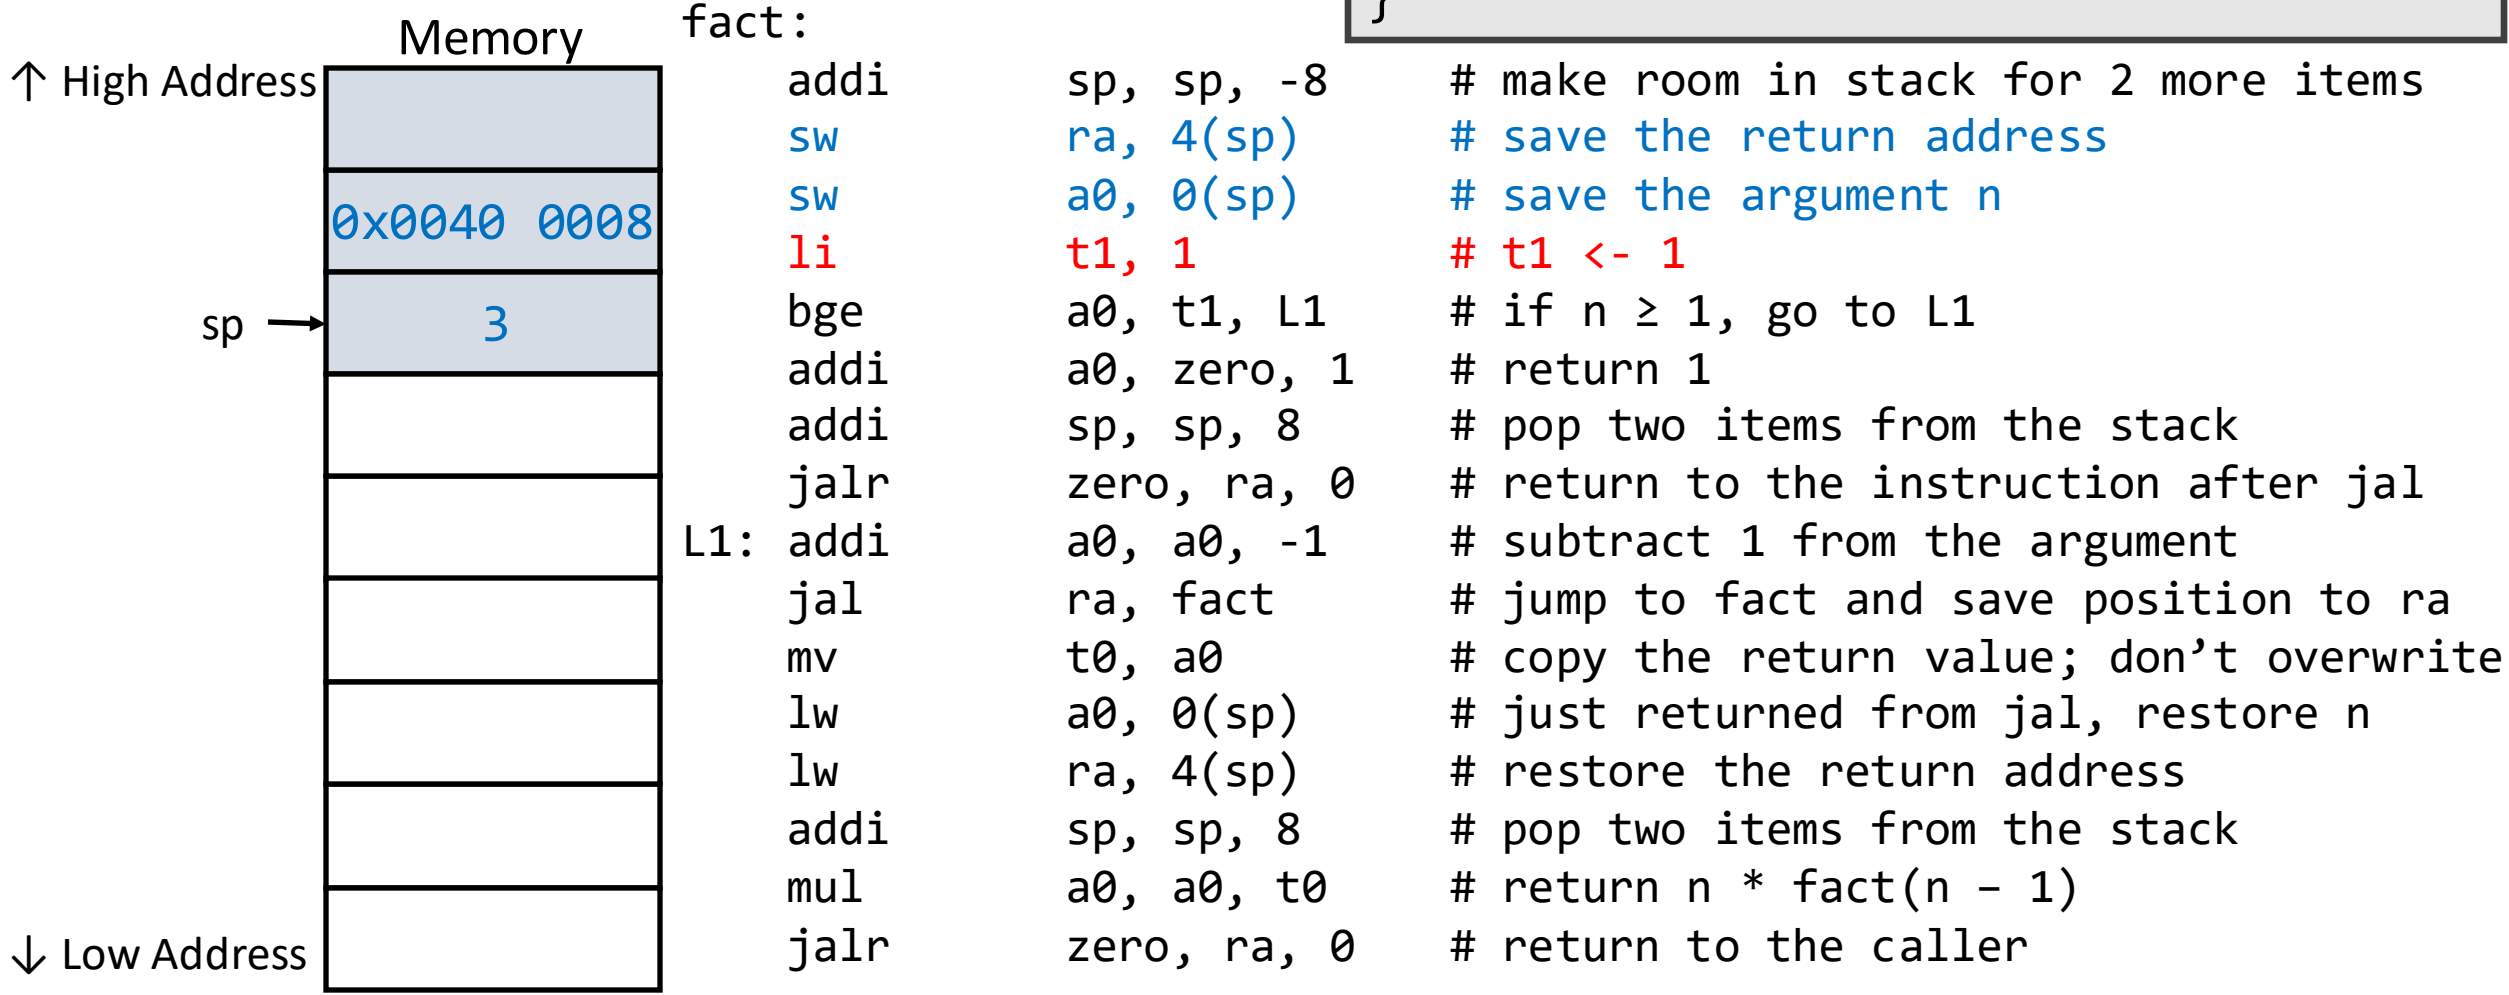 }
fact:
Memory
↑ High Address
0x0040 0008
sp
3
↓ Low Address
addi sp, sp, -8 # make room in stack for 2 more items
sw ra, 4(sp) # save the return address
sw a0, 0(sp) # save the argument n
li t1, 1 # t1 <- 1
bge a0, t1, L1 # if n ≥ 1, go to L1
addi a0, zero, 1 # return 1
addi sp, sp, 8 # pop two items from the stack
jalr zero, ra, 0 # return to the instruction after jal
L1: addi a0, a0, -1 # subtract 1 from the argument
jal ra, fact # jump to fact and save position to ra
mv t0, a0 # copy the return value; don’t overwrite
lw a0, 0(sp) # just returned from jal, restore n
lw ra, 4(sp) # restore the return address
addi sp, sp, 8 # pop two items from the stack
mul a0, a0, t0 # return n * fact(n – 1)
jalr zero, ra, 0 # return to the caller